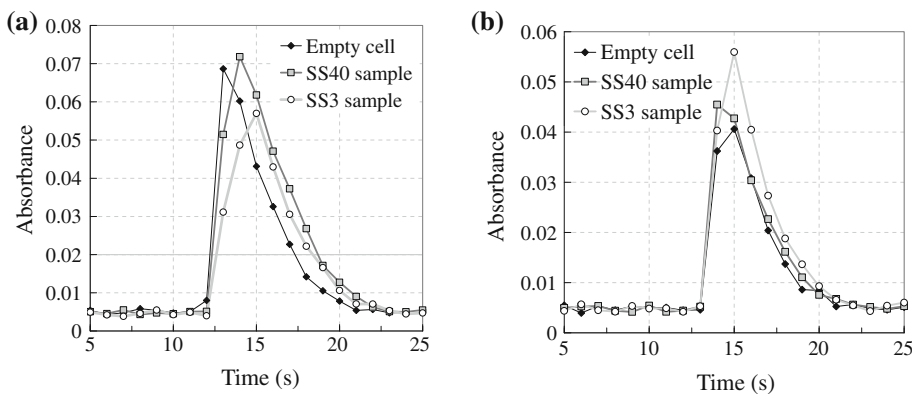 (a)
0.08
0.07
0.06
0.05
0.04
0.03
0.02
0.01
0
5 10 15 20 25
Absorbance
Time (s)
Empty cell
SS40 sample
SS3 sample
(b)
0.06
0.05
0.04
0.03
0.02
0.01
0
5 10 15 20 25
Absorbance
Time (s)
Empty cell
SS40 sample
SS3 sample